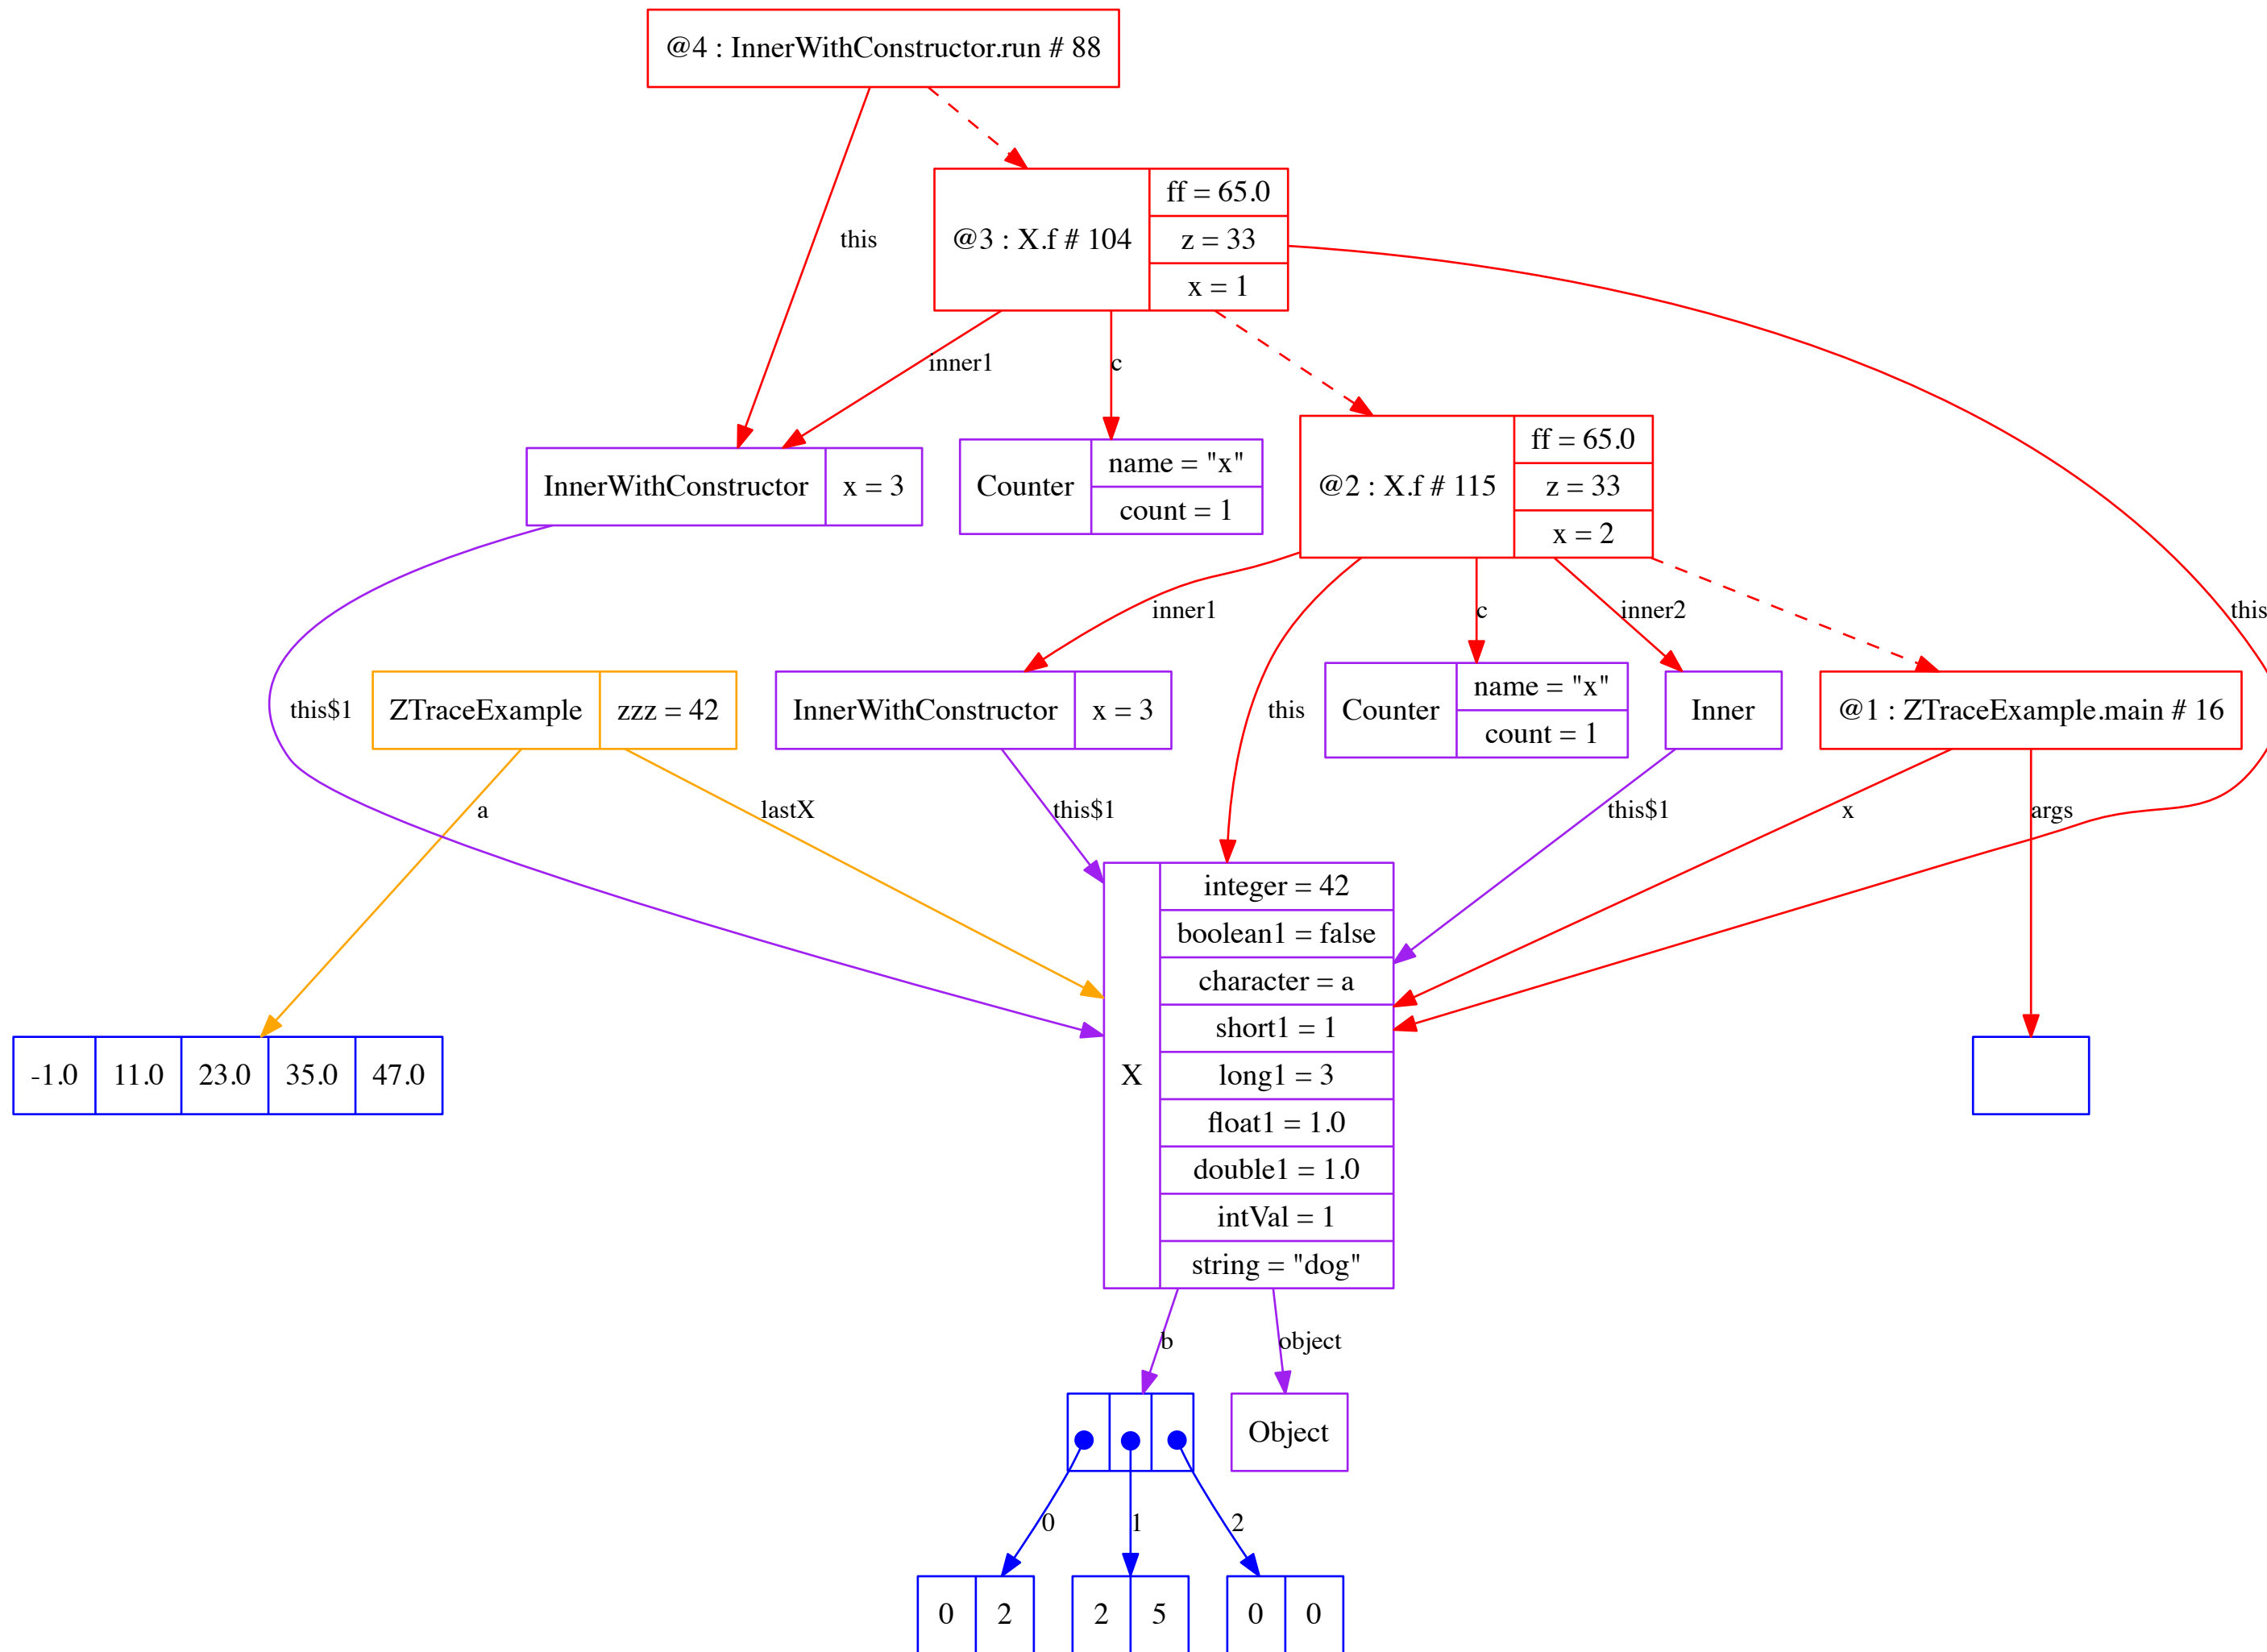 @4 : InnerWithConstructor.run # 88
@3 : X.f # 104
ff = 65.0
z = 33
x = 1
this
inner1
c
InnerWithConstructor
x = 3
Counter
name = "x"
count = 1
@2 : X.f # 115
ff = 65.0
z = 33
x = 2
inner1
c
inner2
this
this$1
ZTraceExample
zzz = 42
InnerWithConstructor
x = 3
this
Counter
name = "x"
count = 1
Inner
@1 : ZTraceExample.main # 16
a
lastX
this$1
this$1
x
args
X
integer = 42
boolean1 = false
character = a
short1 = 1
long1 = 3
float1 = 1.0
double1 = 1.0
intVal = 1
string = "dog"
-1.0
11.0
23.0
35.0
47.0
b
object
Object
0
1
2
0
2
2
5
0
0